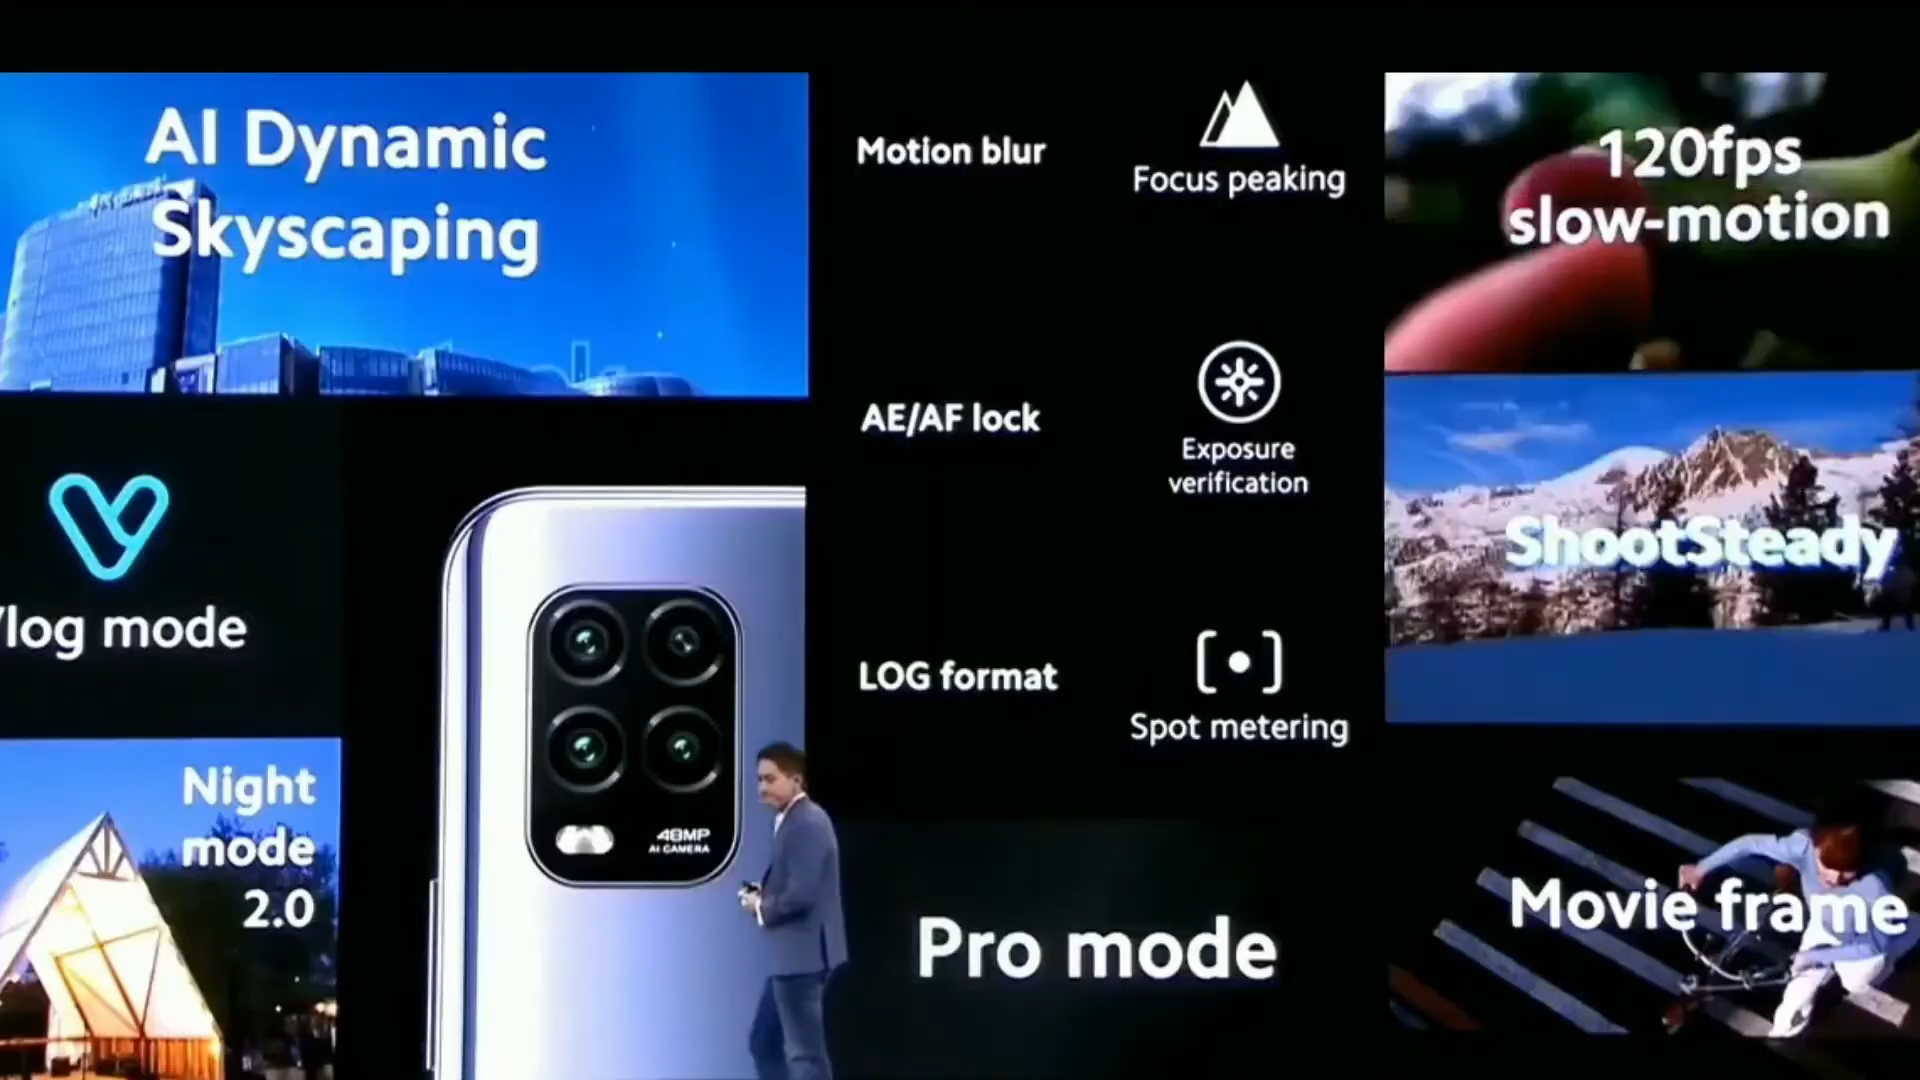 AI Dynamic
Skyscaping
Motion blur
Focus peaking
120fps
slow-motion
AE/AF lock
Exposure
verification
ShootSteady
Vlog mode
LOG format
Spot metering
Night
mode
2.0
48MP
AI CAMERA
Pro mode
Movie frame